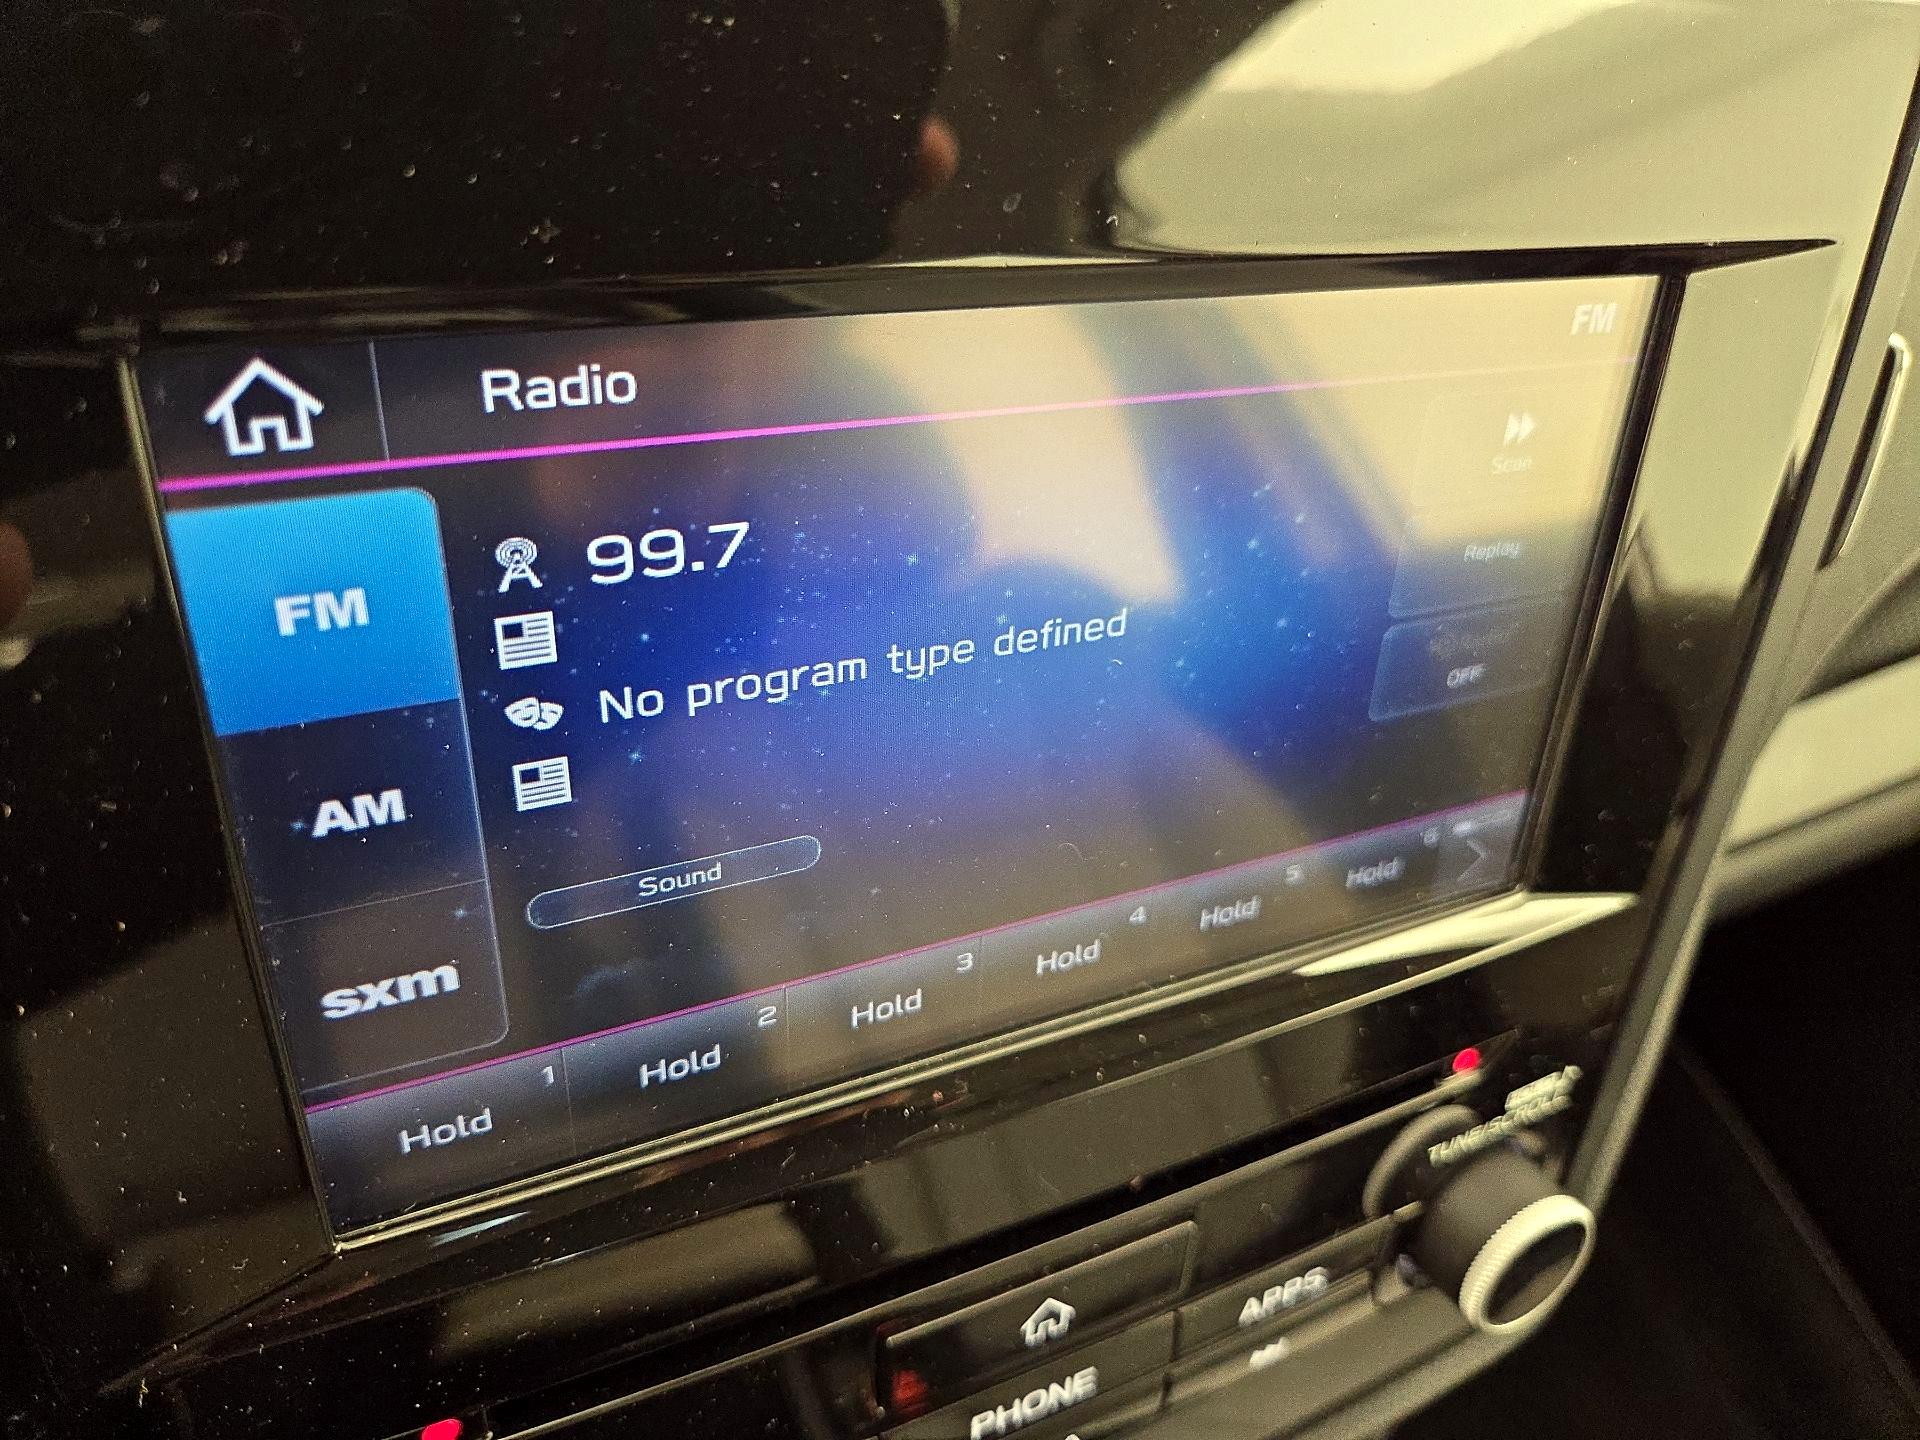 Radio
FM
Scan
99.7
FM
Replay
No program type defined
OFF
AM
Sound
sxm
1 2 3 4 5 6
Hold Hold Hold Hold Hold
TUNE/SCROLL
APPS
PHONE